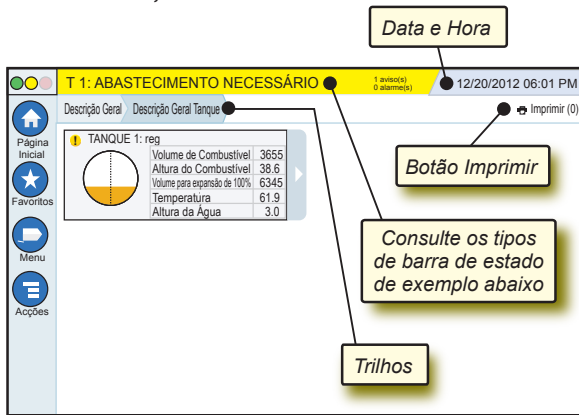 Data e Hora
T 1: ABASTECIMENTO NECESSÁRIO
1 aviso(s)
0 alarme(s)
12/20/2012 06:01 PM
Descrição Geral
Descrição Geral Tanque
Imprimir (0)
Página
Inicial
Favoritos
Menu
Acções
TANQUE 1: reg
Volume de Combustível 3655
Altura do Combustível 38.6
Volume para expansão de 100% 6345
Temperatura 61.9
Altura da Água 3.0
Botão Imprimir
Consulte os tipos
de barra de estado
de exemplo abaixo
Trilhos